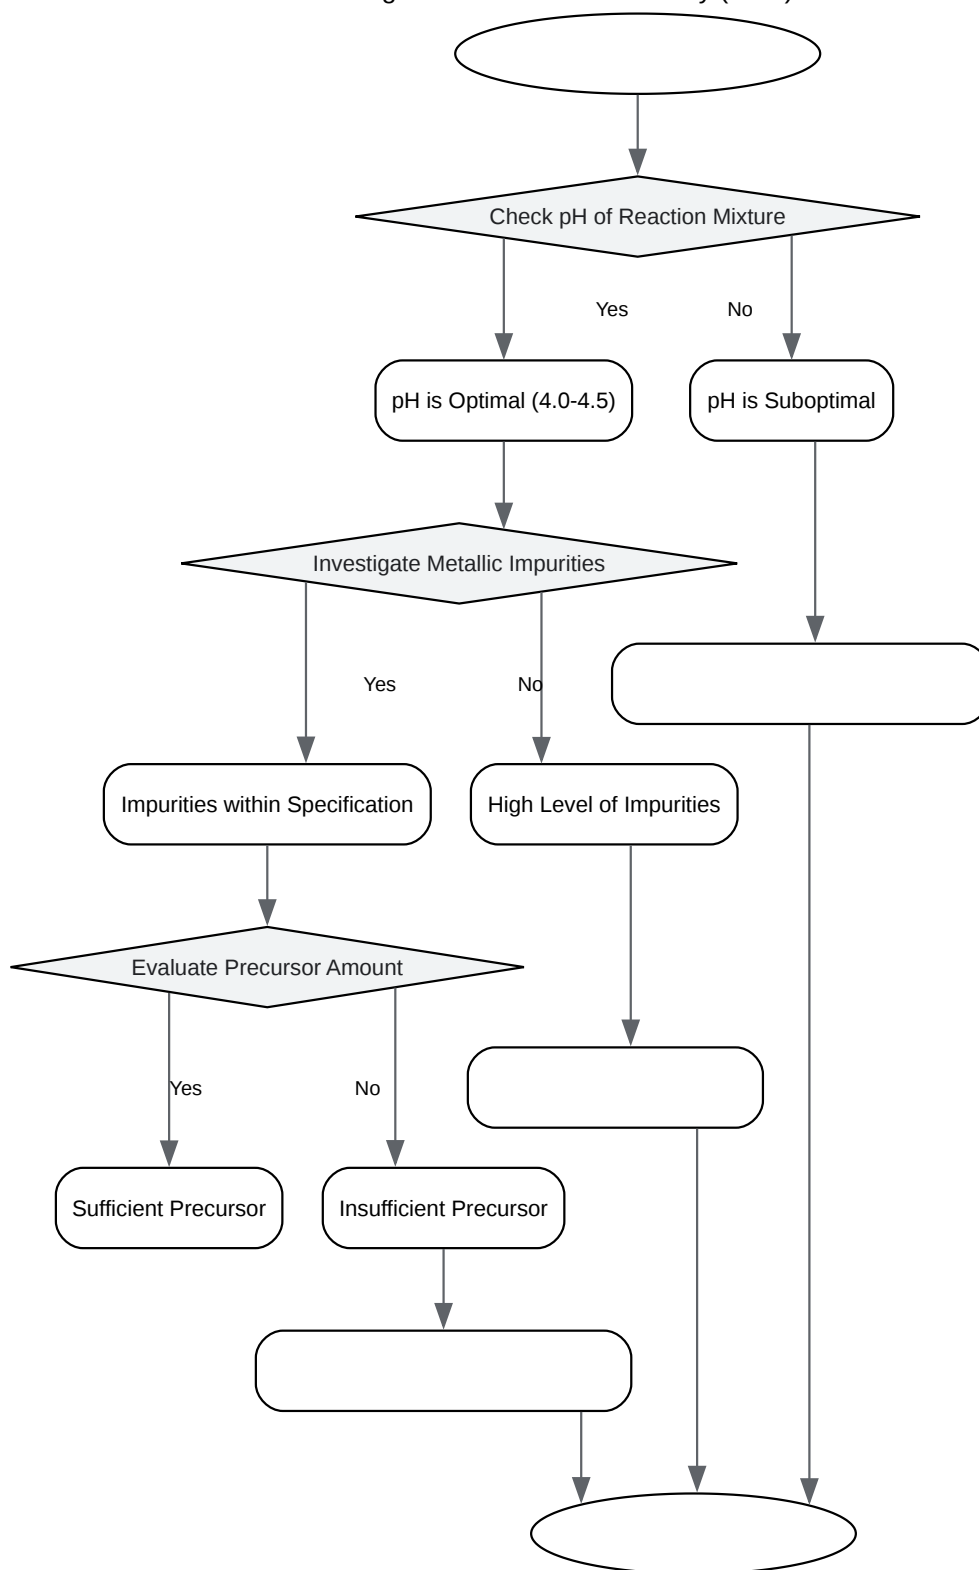 Check pH of Reaction Mixture
Yes
No
pH is Optimal (4.0-4.5)
pH is Suboptimal
Investigate Metallic Impurities
Yes
No
Impurities within Specification
High Level of Impurities
Evaluate Precursor Amount
Yes
No
Sufficient Precursor
Insufficient Precursor